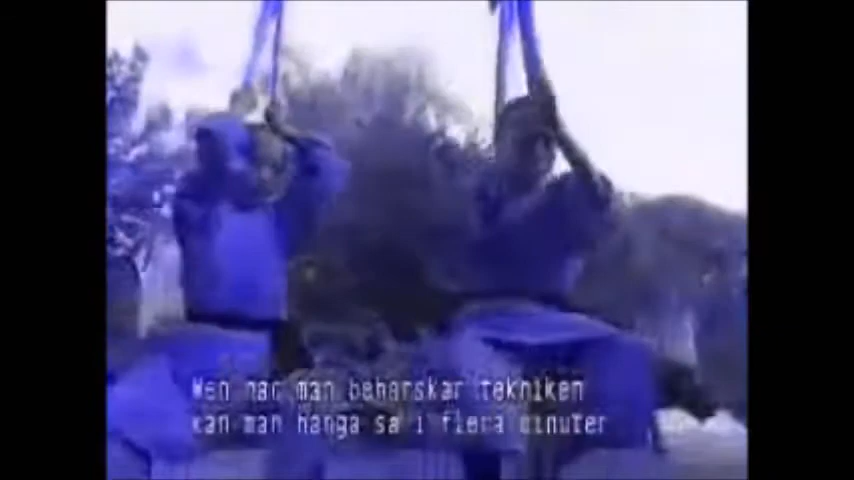 Men när man behärskar tekniken
kan man hänga så i flera minuter